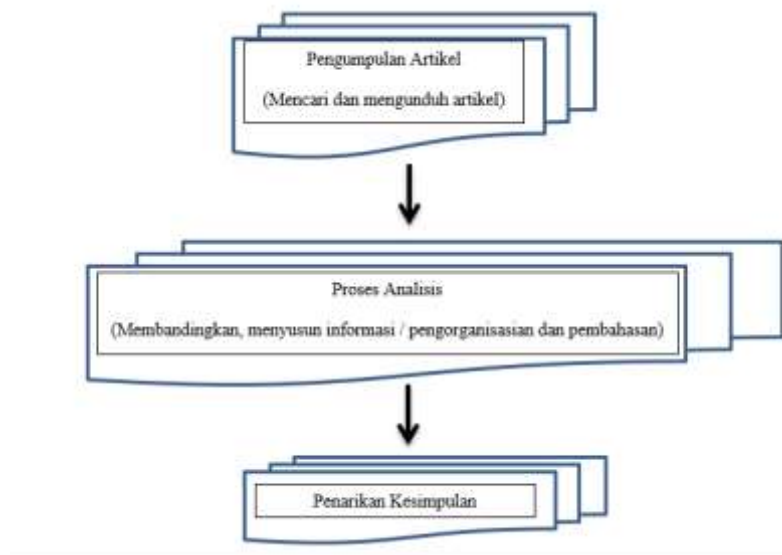 Pengumpulan Artikel
(Mencari dan mengunduh artikel)
Proses Analisis
(Membandingkan, menyusun informasi / pengorganisasian dan pembahasan)
Penarikan Kesimpulan